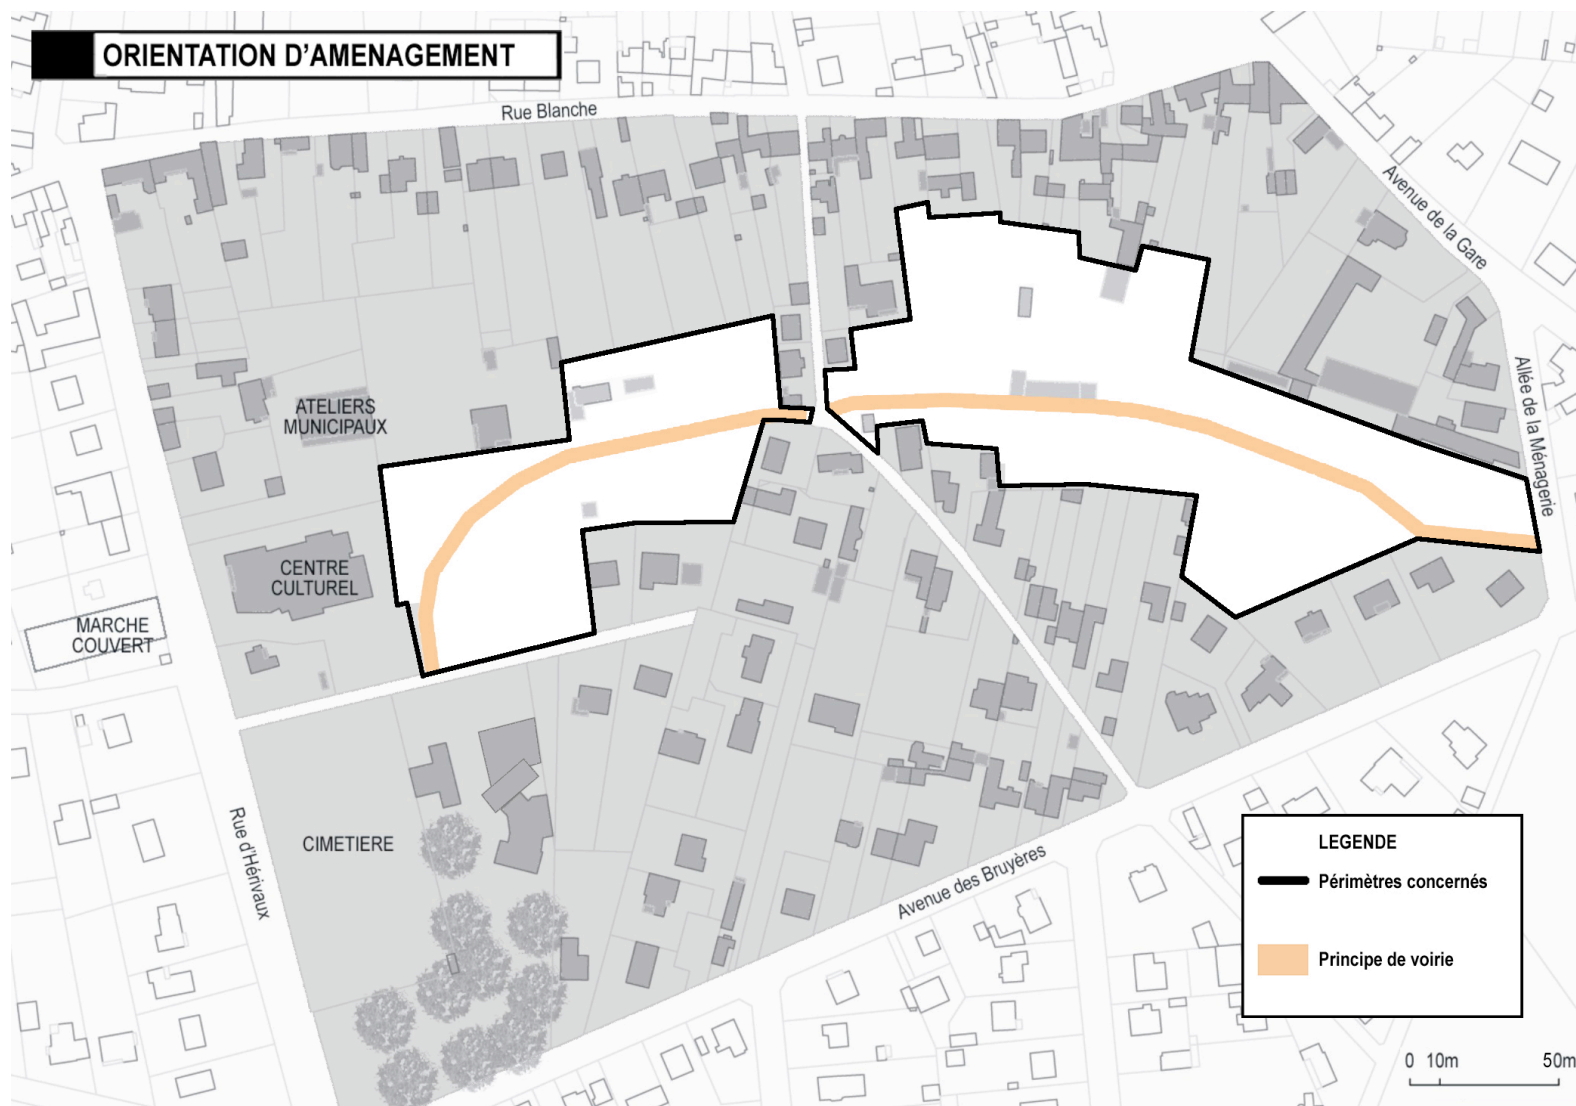 ORIENTATION D'AMENAGEMENT
Rue Blanche
Avenue de la Gare
Allée de la Ménagerie
ATELIERS
MUNICIPAUX
CENTRE
CULTUREL
MARCHE
COUVERT
CIMETIERE
Rue d'Hérivaux
Avenue des Bruyères
LEGENDE
Périmètres concernés
Principe de voirie
0 10m 50m